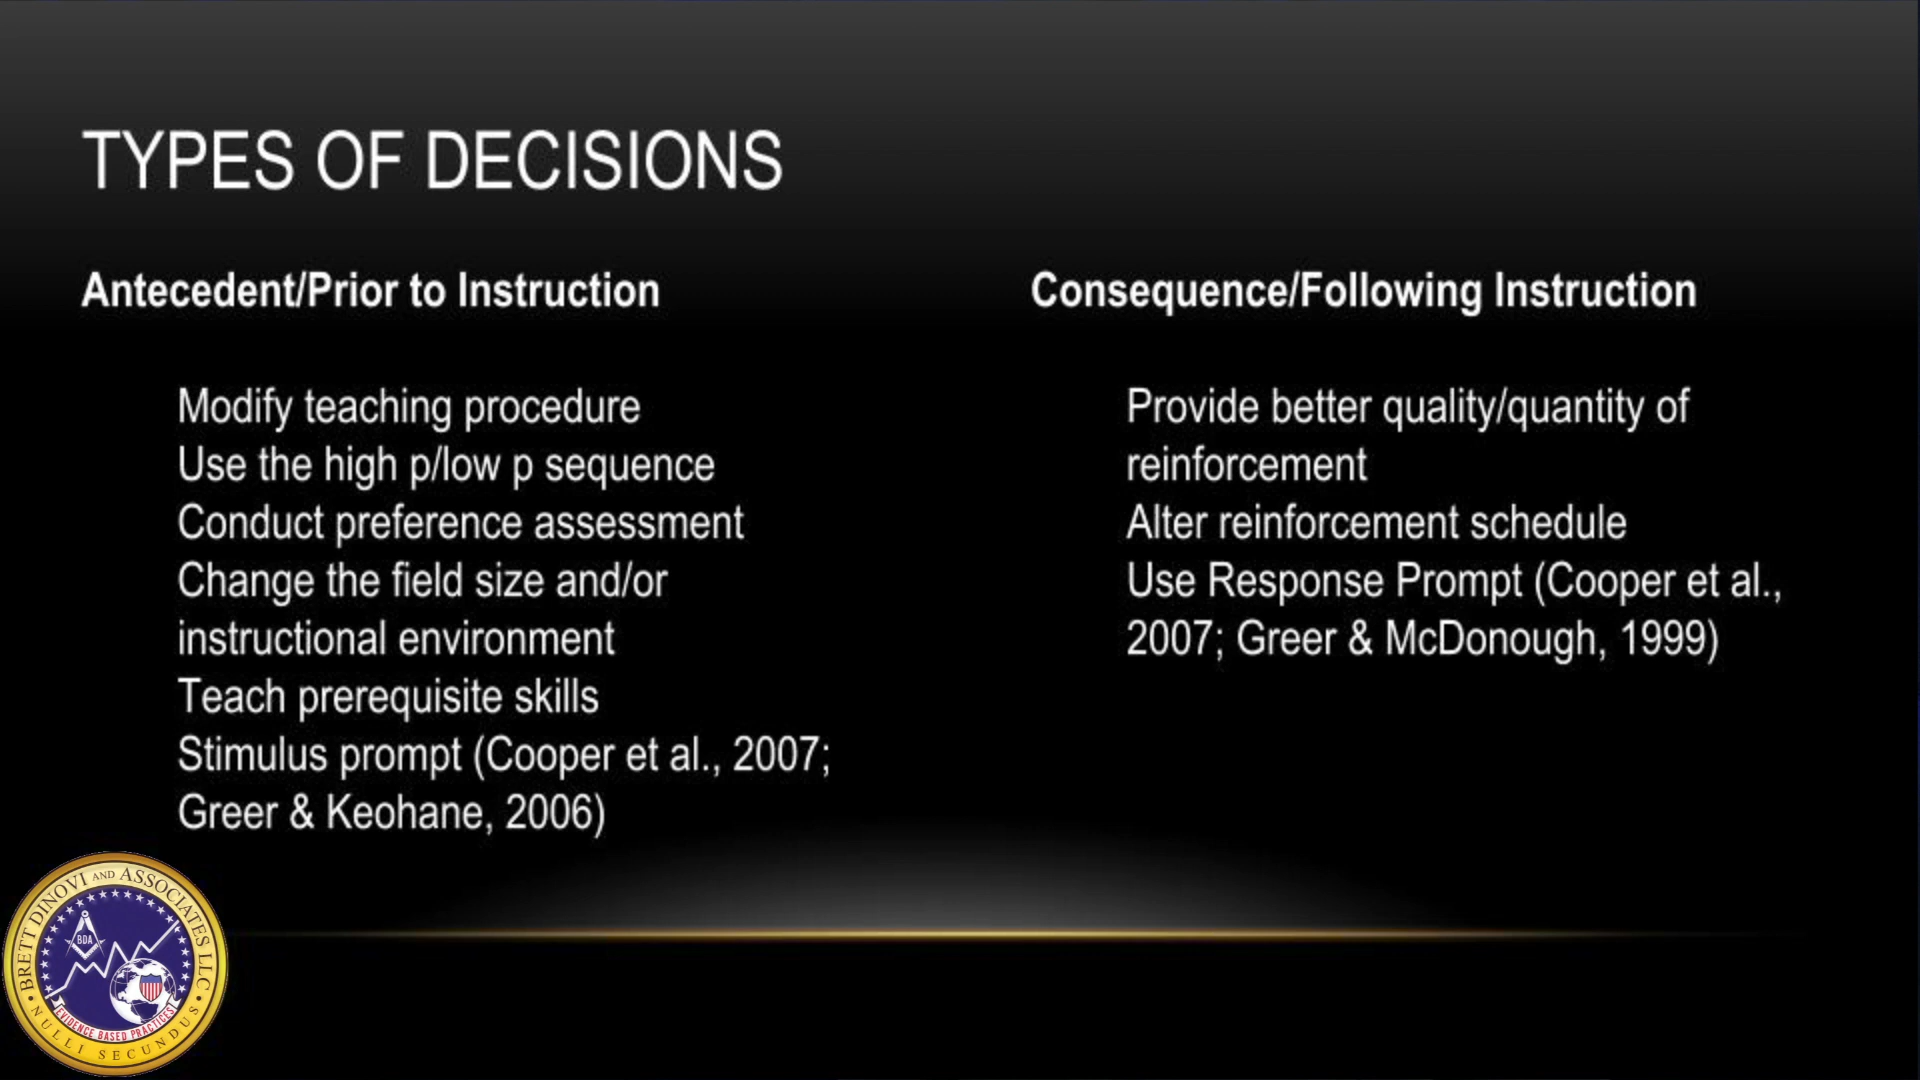 TYPES OF DECISIONS
Antecedent/Prior to Instruction
Modify teaching procedure
Use the high p/low p sequence
Conduct preference assessment
Change the field size and/or
instructional environment
Teach prerequisite skills
Stimulus prompt (Cooper et al., 2007;
Greer & Keohane, 2006)
Consequence/Following Instruction
Provide better quality/quantity of
reinforcement
Alter reinforcement schedule
Use Response Prompt (Cooper et al.,
2007; Greer & McDonough, 1999)
BRETT DINOVI AND ASSOCIATES LLC
BDA
EVIDENCE BASED PRACTICES
NULLI SECUNDUS